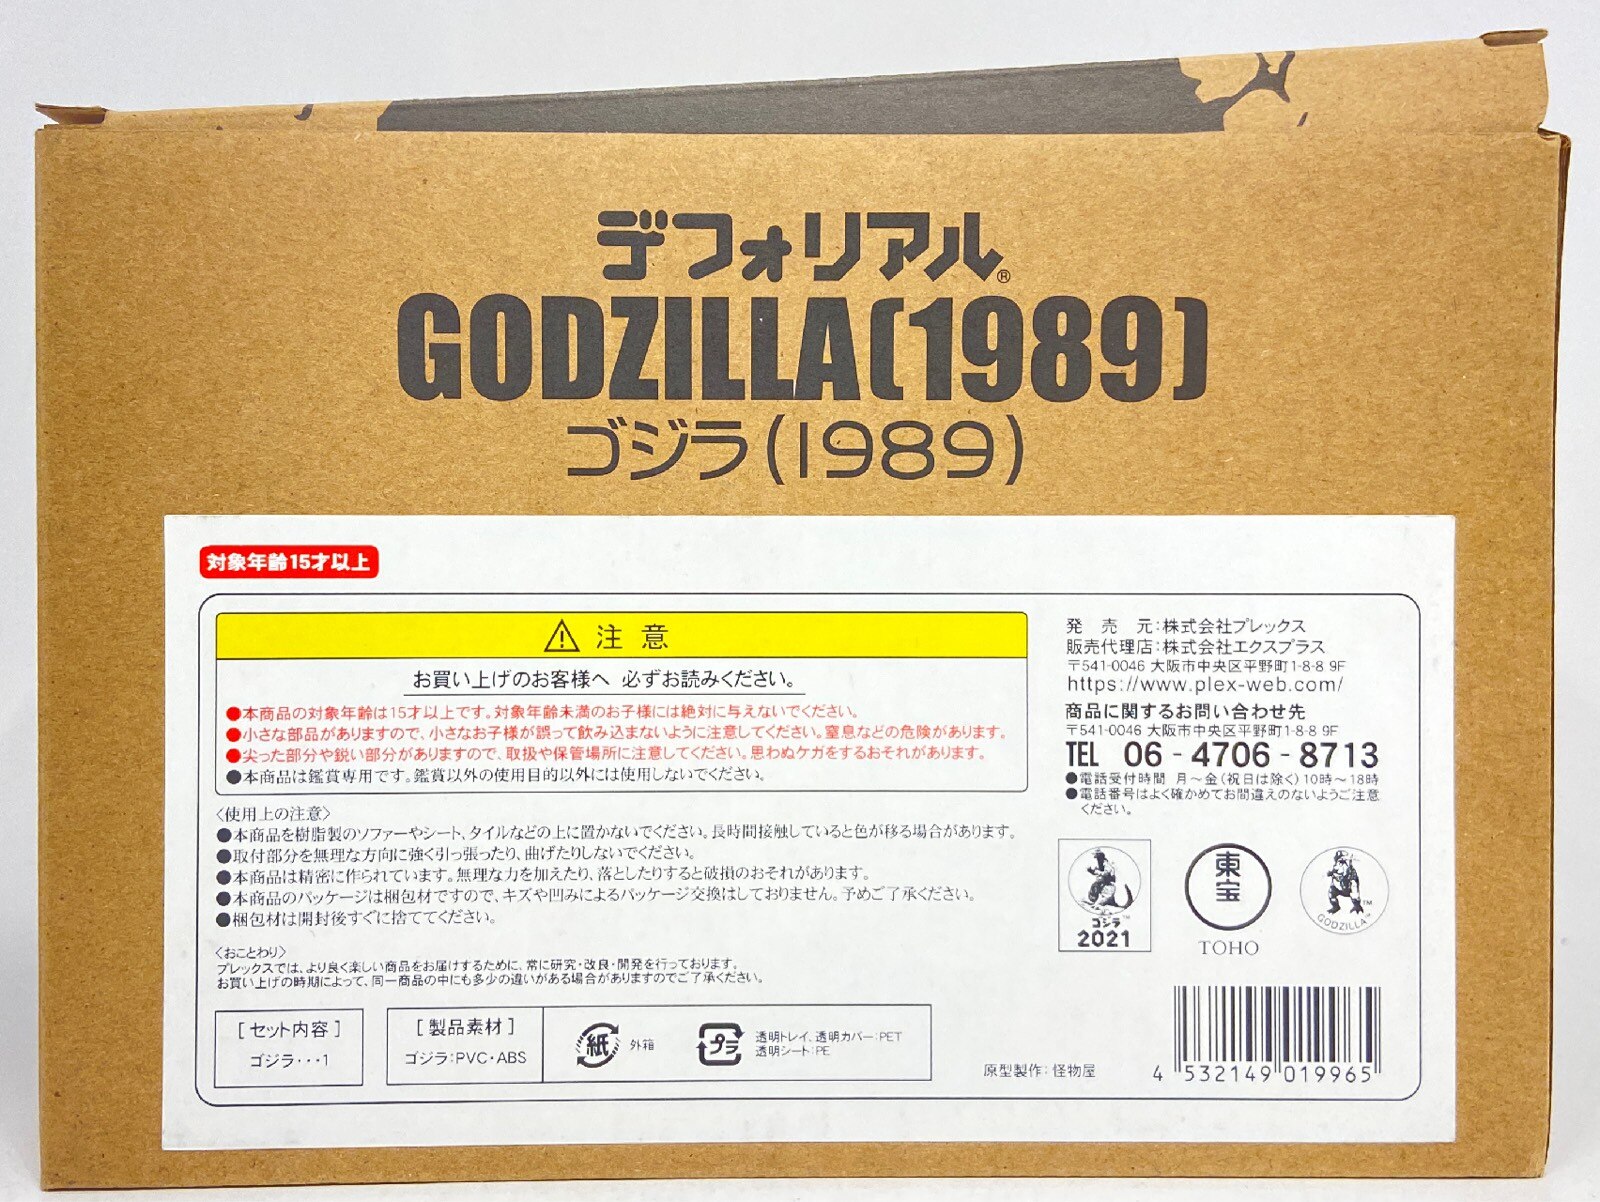 デフォリアル®
GODZILLA(1989)
ゴジラ(1989)
対象年齢15才以上
注意
お買い上げのお客様へ 必ずお読みください。
●本商品の対象年齢は15才以上です。対象年齢未満のお子様には絶対に与えないでください。
●小さな部品がありますので、小さなお子様が誤って飲み込まないように注意してください。窒息などの危険があります。
●尖った部分や鋭い部分がありますので、取扱や保管場所に注意してください。思わぬケガをするおそれがあります。
●本商品は鑑賞専用です。鑑賞以外の使用目的以外には使用しないでください。
〈使用上の注意〉
●本商品を樹脂製のソファーやシート、タイルなどの上に置かないでください。長時間接触していると色が移る場合があります。
●取付部分を無理な方向に強く引っ張ったり、曲げたりしないでください。
●本商品は精密に作られています。無理な力を加えたり、落としたりすると破損のおそれがあります。
●本商品のパッケージは梱包材ですので、キズや凹みによるパッケージ交換はしておりません。予めご了承ください。
●梱包材は開封後すぐに捨ててください。
〈おことわり〉
プレックスでは、より良く楽しい商品をお届けするために、常に研究・改良・開発を行っております。
お買い上げの時期によって、同一商品の中にも多少の違いがある場合がありますのでご了承ください。
[セット内容]
ゴジラ・・・1
[製品素材]
ゴジラ:PVC・ABS
紙
外箱
プラ
透明トレイ、透明カバー:PET
透明シート:PE
発売元:株式会社プレックス
販売代理店:株式会社エクスプラス
〒541-0046 大阪市中央区平野町1-8-8 9F
https://www.plex-web.com/
商品に関するお問い合わせ先
〒541-0046 大阪市中央区平野町1-8-8 9F
TEL 06-4706-8713
●電話受付時間 月～金(祝日は除く)10時～18時
●電話番号はよく確かめてお間違えのないようご注意
ください。
ゴジラ™
2021
東宝
TOHO
GODZILLA™
™
原型製作:怪物屋
4 532149 019965